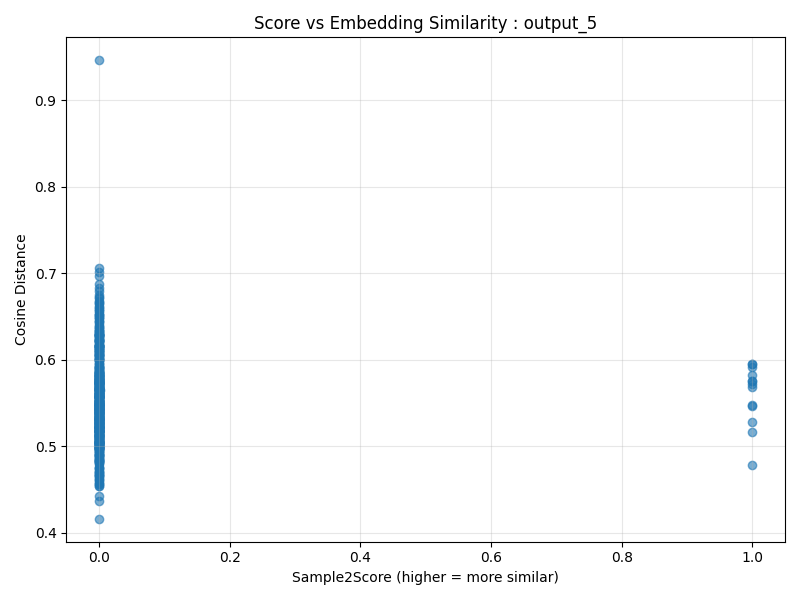 Score vs Embedding Similarity : output_5
Cosine Distance
0.9
0.8
0.7
0.6
0.5
0.4
0.0 0.2 0.4 0.6 0.8 1.0
Sample2Score (higher = more similar)